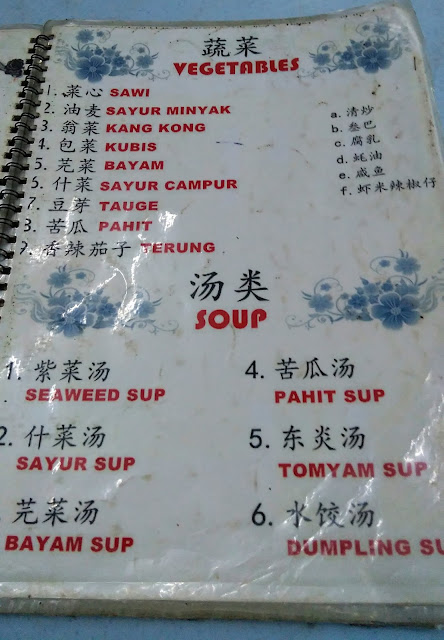 蔬菜
VEGETABLES
1. 菜心 SAWI
2. 油麦 SAYUR MINYAK
3. 翁菜 KANG KONG
4. 包菜 KUBIS
5. 芫菜 BAYAM
6. 什菜 SAYUR CAMPUR
7. 豆芽 TAUGE
8. 苦瓜 PAHIT
9. 香辣茄子 TERUNG
a. 清炒
b. 叁巴
c. 腐乳
d. 蚝油
e. 咸鱼
f. 虾米辣椒仔
汤类
SOUP
1. 紫菜汤
SEAWEED SUP
2. 什菜汤
SAYUR SUP
芫菜汤
BAYAM SUP
4. 苦瓜汤
PAHIT SUP
5. 东炎汤
TOMYAM SUP
6. 水饺汤
DUMPLING SU